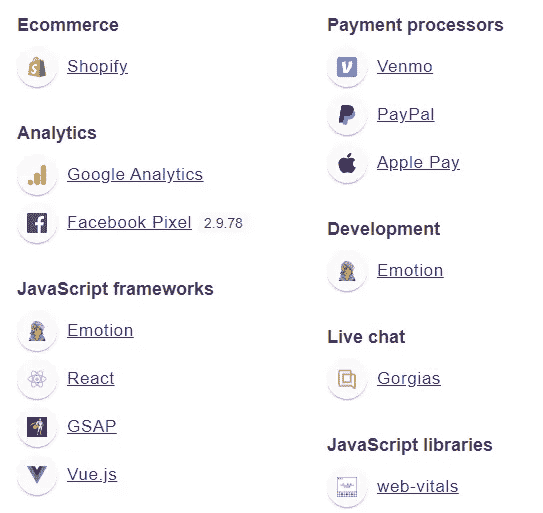 Ecommerce
Shopify
Analytics
Google Analytics
Facebook Pixel 2.9.78
JavaScript frameworks
Emotion
React
GSAP
Vue.js
Payment processors
Venmo
PayPal
Apple Pay
Development
Emotion
Live chat
Gorgias
JavaScript libraries
web-vitals